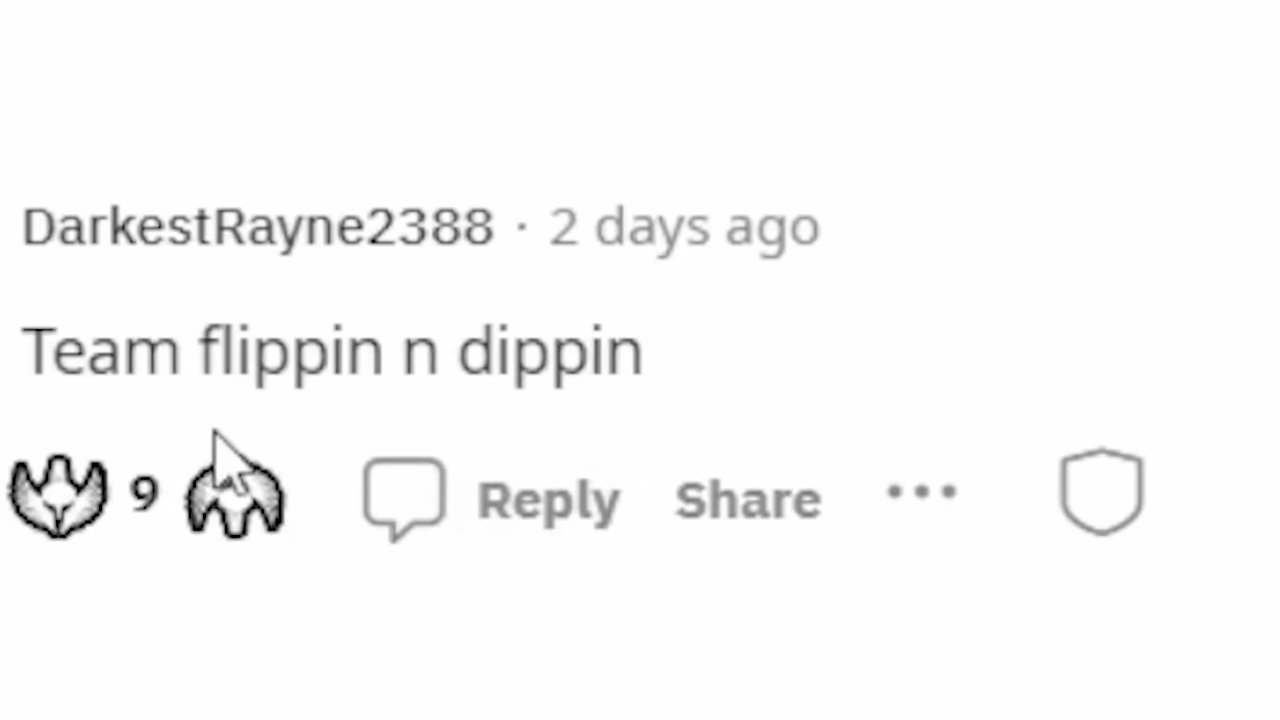 DarkestRayne2388 · 2 days ago
Team flippin n dippin
9 Reply Share ...